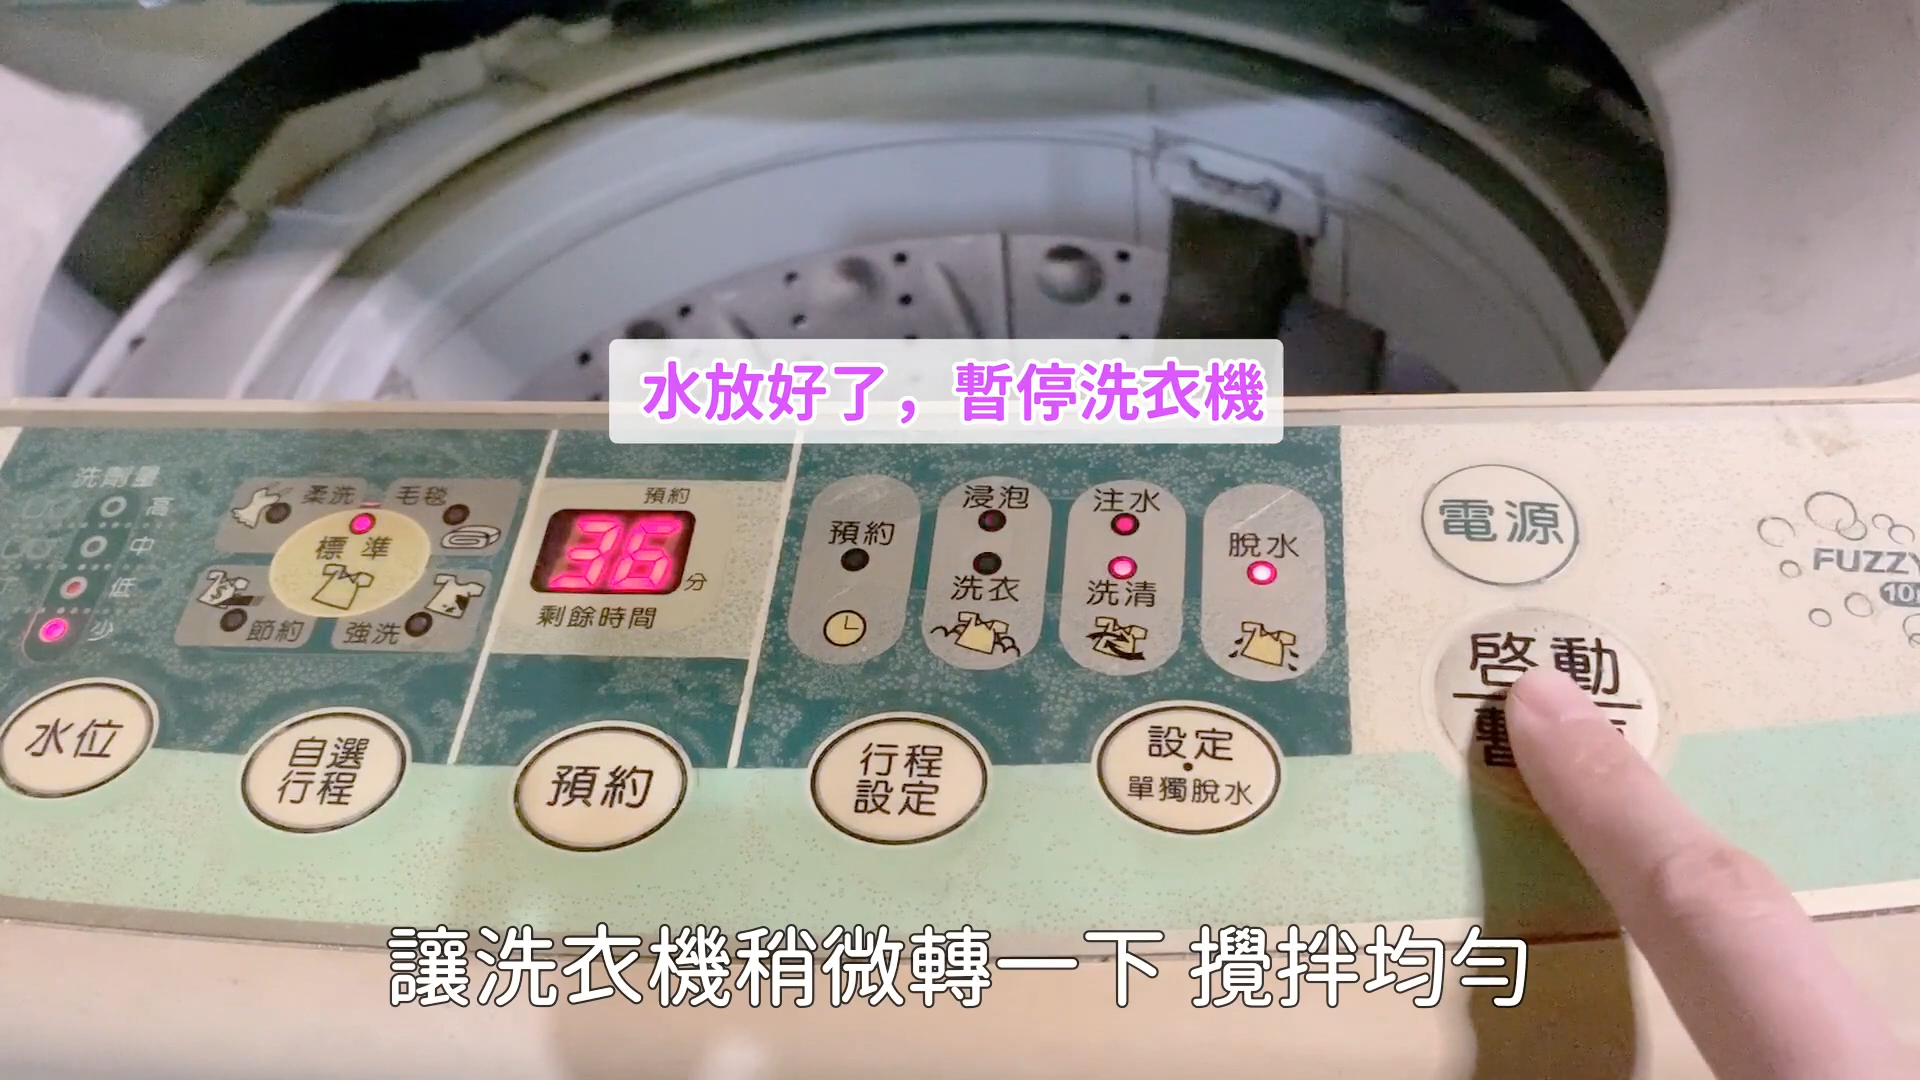 水放好了，暫停洗衣機
洗劑量
高
中
低
少
柔洗
毛毯
標準
節約
強洗
預約
36
分
剩餘時間
預約
浸泡
洗衣
注水
洗清
脫水
電源
FUZZY
啓動
水位
自選
行程
預約
行程
設定
設定
單獨脫水
讓洗衣機稍微轉一下 攪拌均勻